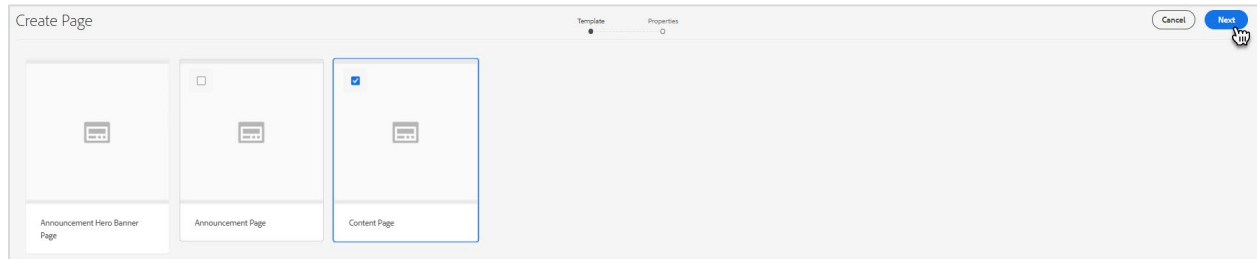 Create Page
Template Properties
Cancel Next
Announcement Hero Banner
Page
Announcement Page
Content Page